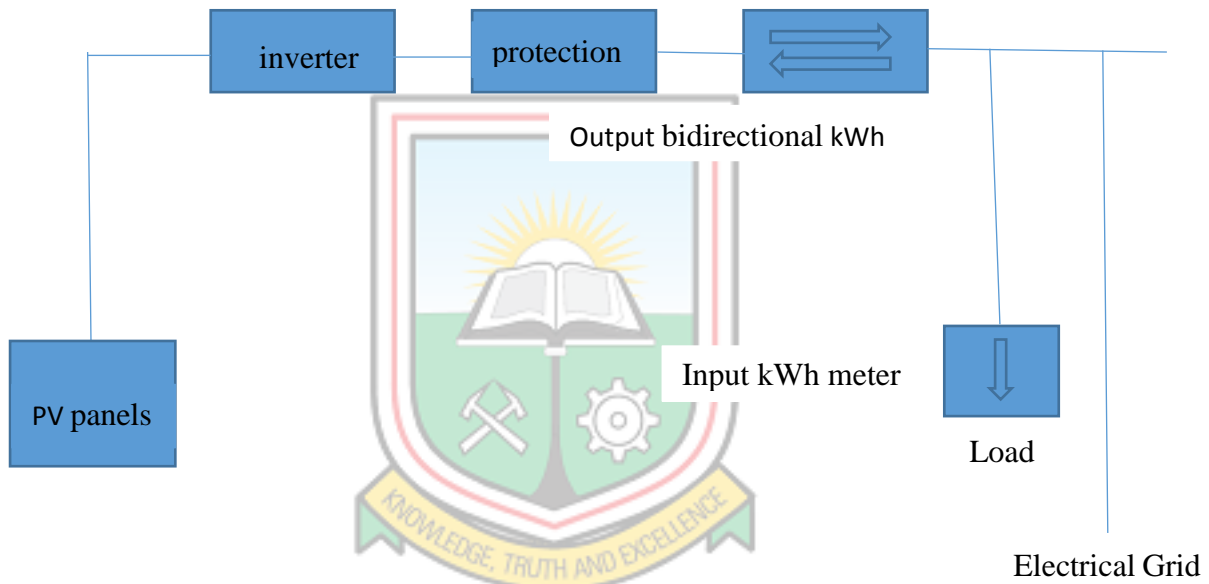 inverter
protection
Output bidirectional kWh
PV panels
Input kWh meter
Load
KNOWLEDGE, TRUTH AND EXCELLENCE
Electrical Grid